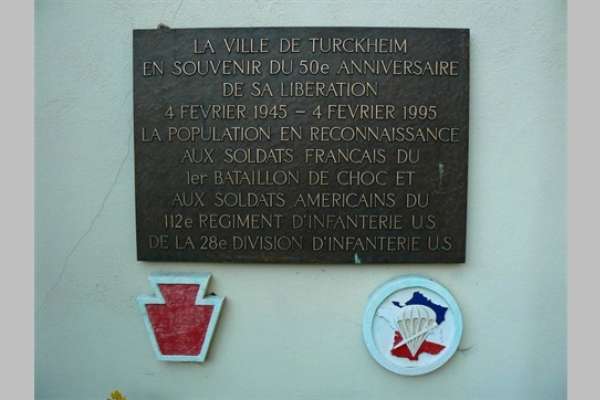 LA VILLE DE TURCKHEIM
EN SOUVENIR DU 50e ANNIVERSAIRE
DE SA LIBERATION
4 FEVRIER 1945 – 4 FEVRIER 1995
LA POPULATION EN RECONNAISSANCE
AUX SOLDATS FRANCAIS DU
1er BATAILLON DE CHOC ET
AUX SOLDATS AMERICAINS DU
112e REGIMENT D'INFANTERIE U.S
DE LA 28e DIVISION D'INFANTERIE U.S